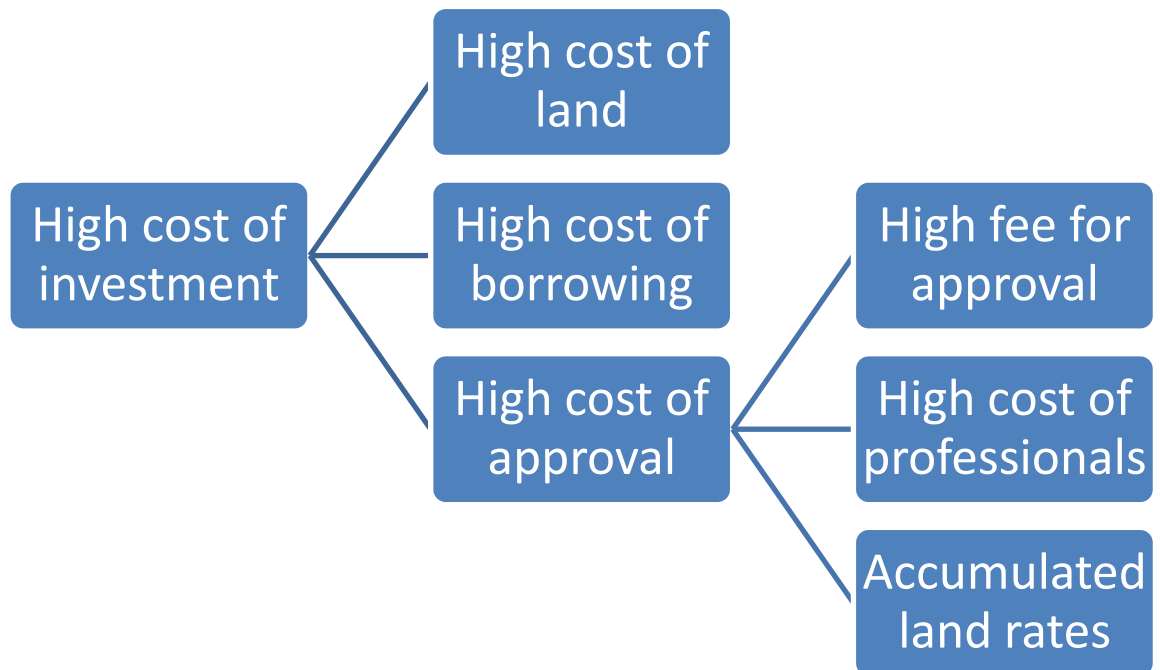 High cost of
land
High cost of
investment
High cost of
borrowing
High fee for
approval
High cost of
approval
High cost of
professionals
Accumulated
land rates